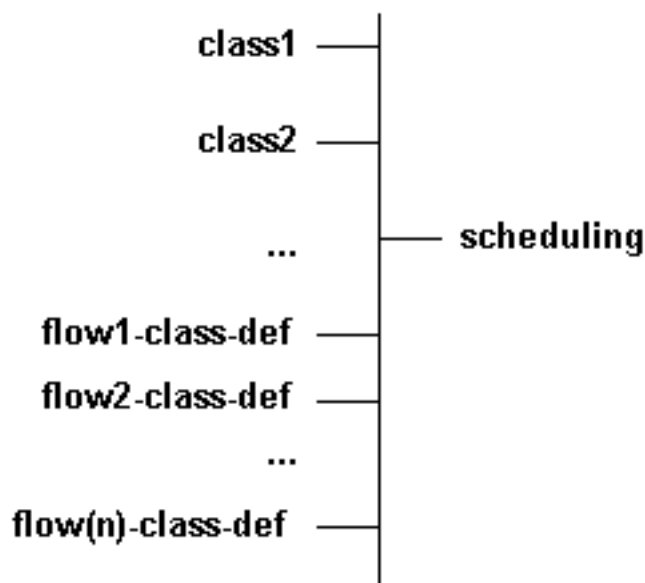 class1
class2
scheduling
...
flow1-class-def
flow2-class-def
...
flow(n)-class-def